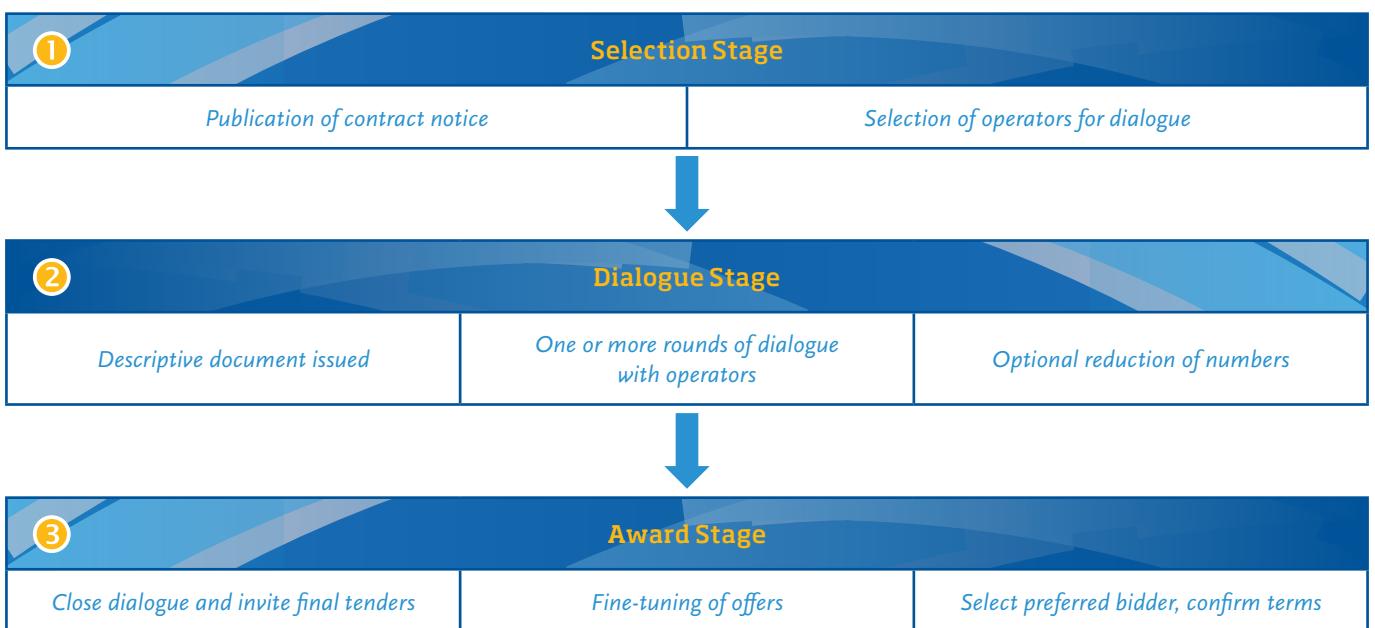 1
Selection Stage
Publication of contract notice
Selection of operators for dialogue
2
Dialogue Stage
Descriptive document issued
One or more rounds of dialogue
with operators
Optional reduction of numbers
3
Award Stage
Close dialogue and invite final tenders
Fine-tuning of offers
Select preferred bidder, confirm terms